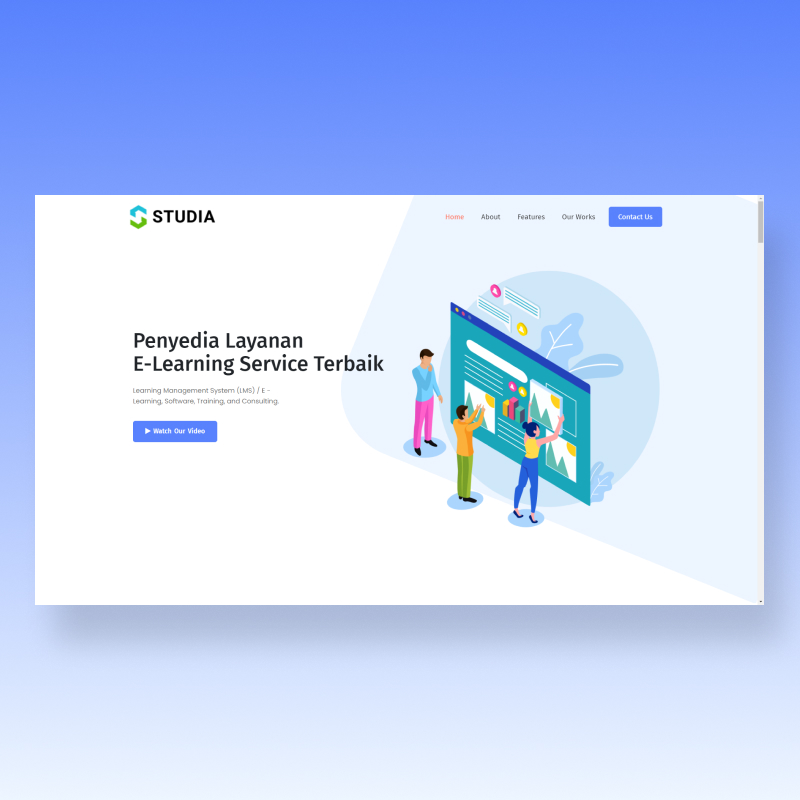 STUDIA
Home
About
Features
Our Works
Contact Us
Penyedia Layanan
E-Learning Service Terbaik
Learning Management System (LMS) / E -
Learning, Software, Training, and Consulting.
Watch Our Video